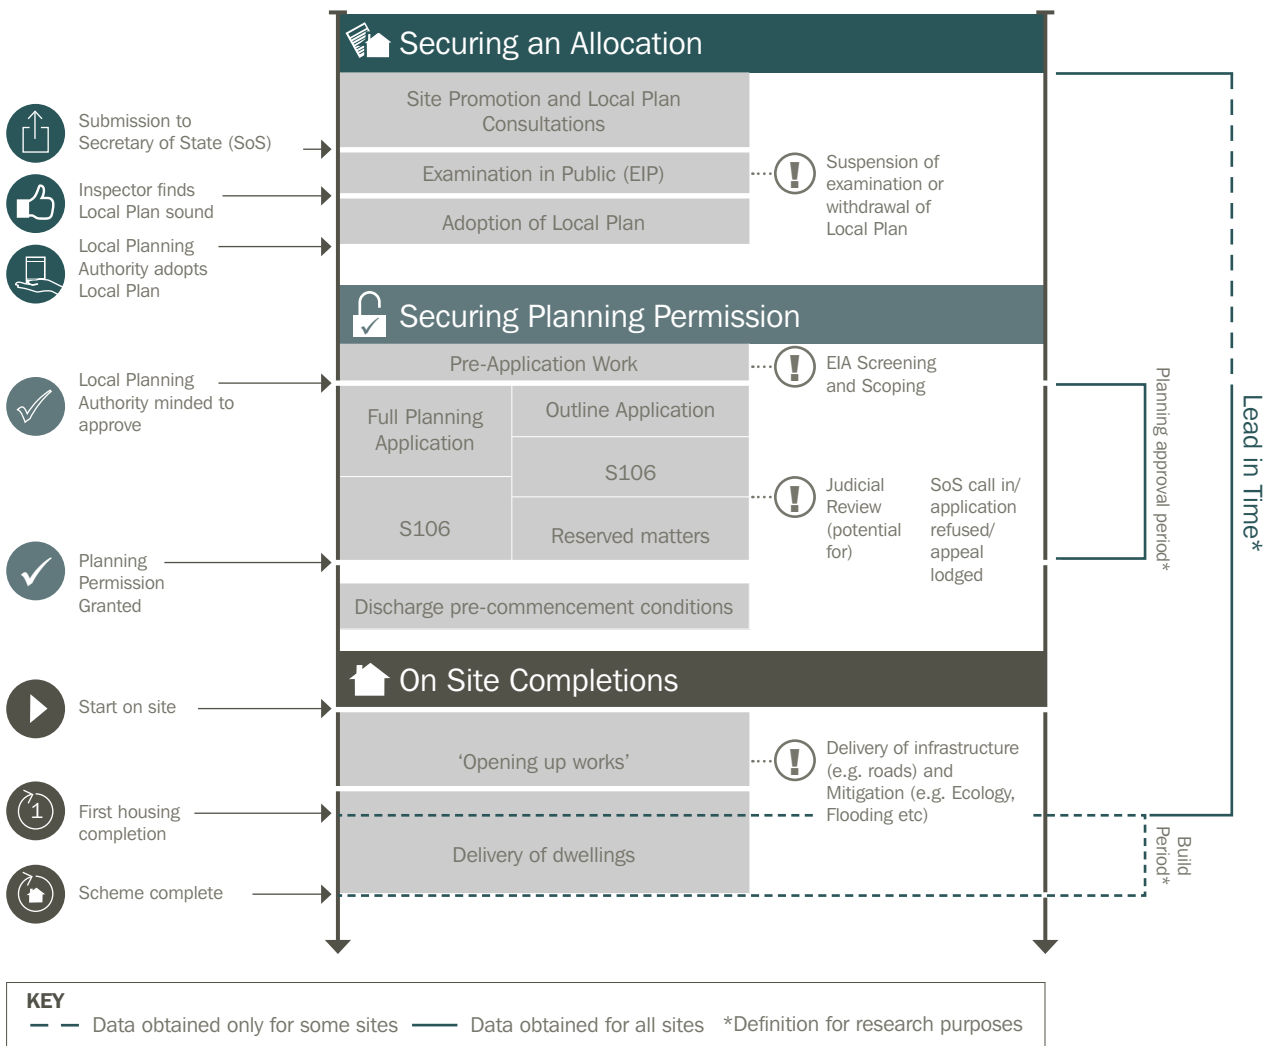 Securing an Allocation
Site Promotion and Local Plan
Consultations
Submission to
Secretary of State (SoS)
Examination in Public (EIP)
Suspension of
examination or
withdrawal of
Local Plan
Inspector finds
Local Plan sound
Adoption of Local Plan
Local Planning
Authority adopts
Local Plan
Securing Planning Permission
Pre-Application Work
EIA Screening
and Scoping
Local Planning
Authority minded to
approve
Full Planning
Application
S106
Outline Application
S106
Reserved matters
Judicial
Review
(potential
for)
SoS call in/
application
refused/
appeal
lodged
Planning approval period*
Lead in Time*
Planning
Permission
Granted
Discharge pre-commencement conditions
On Site Completions
Start on site
‘Opening up works’
Delivery of infrastructure
(e.g. roads) and
Mitigation (e.g. Ecology,
Flooding etc)
1
First housing
completion
Delivery of dwellings
Build
Period*
Scheme complete
KEY
Data obtained only for some sites
Data obtained for all sites
*Definition for research purposes